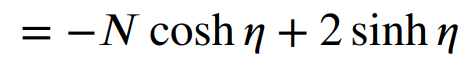 = −N cosh η + 2 sinh η